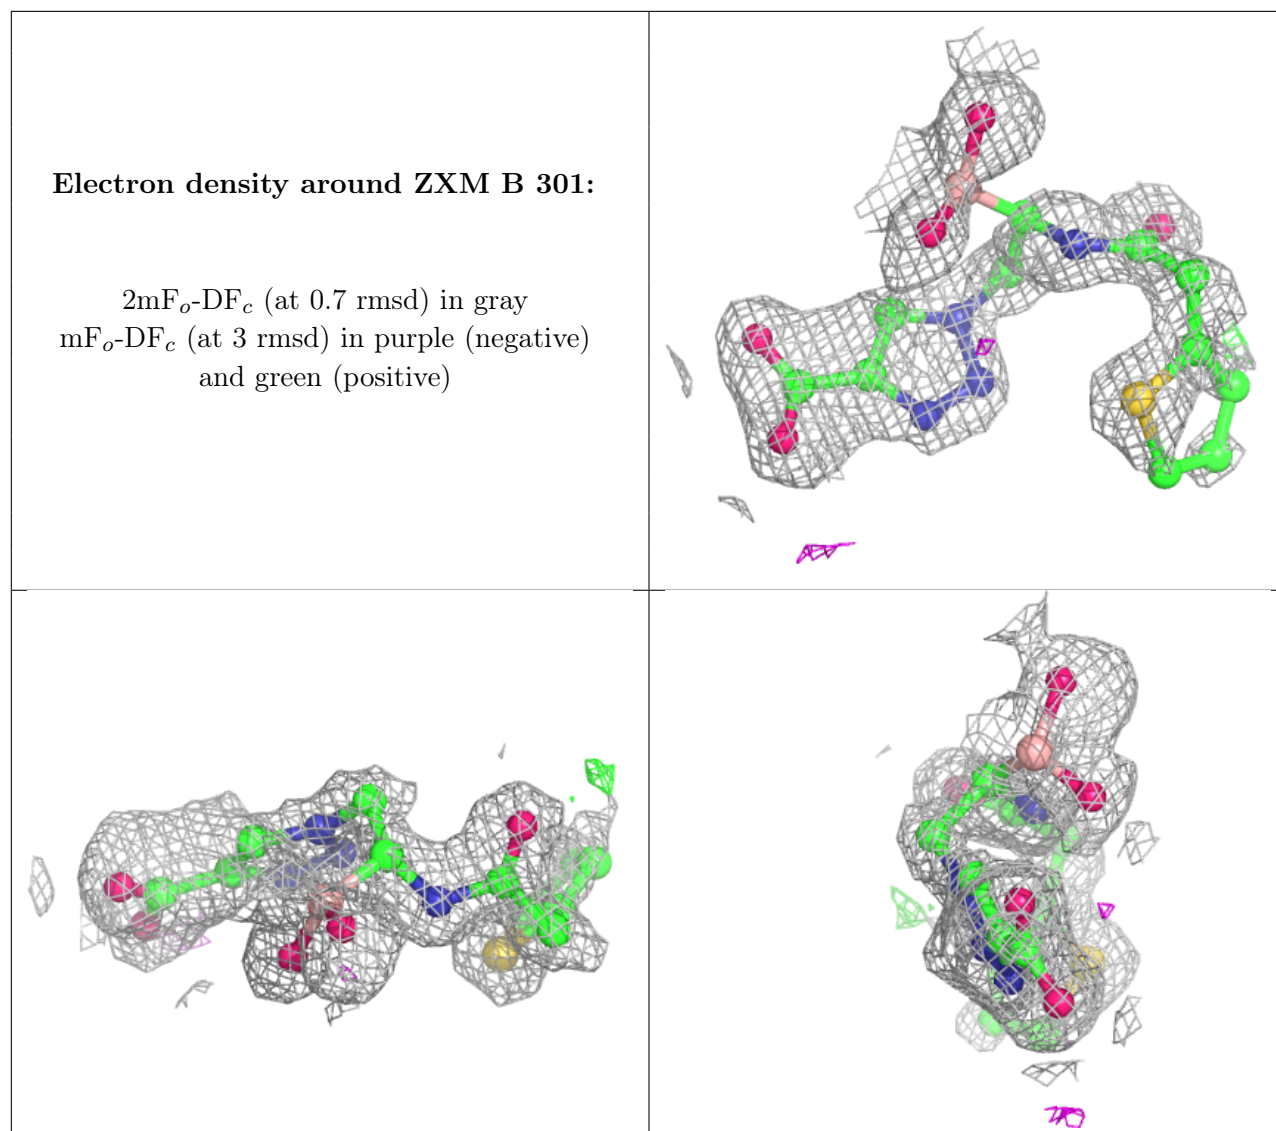 Electron density around ZXM B 301:
2mFo-DFc (at 0.7 rmsd) in gray
mFo-DFc (at 3 rmsd) in purple (negative)
and green (positive)